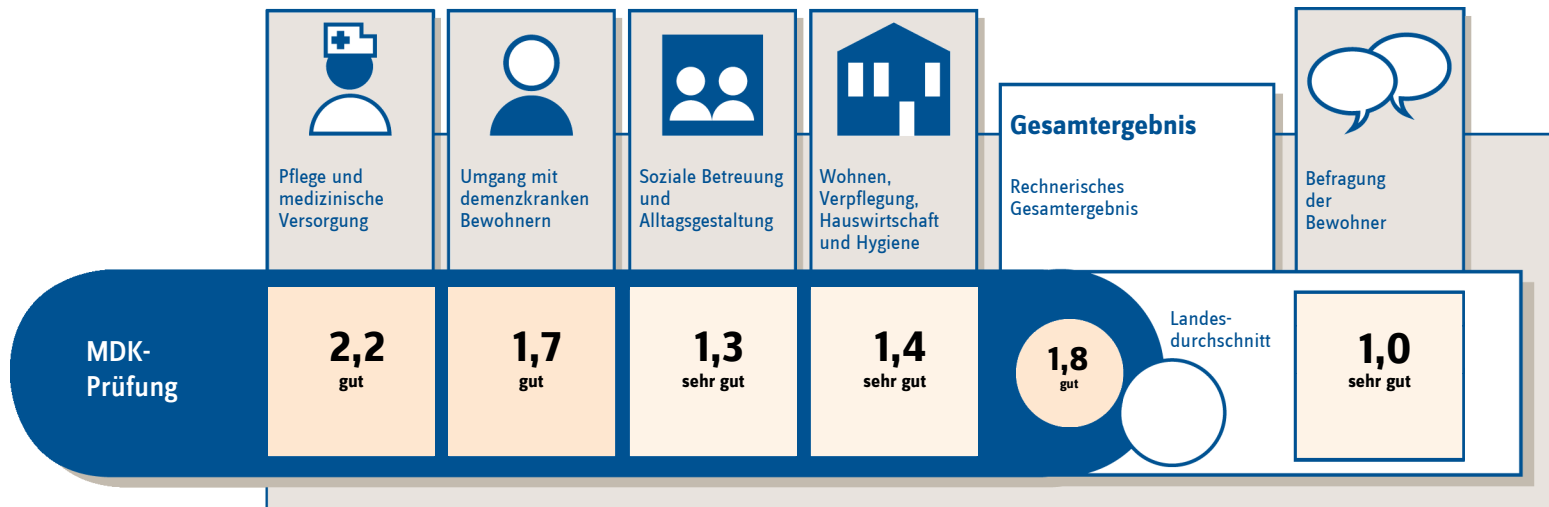 Pflege und
medizinische
Versorgung
Umgang mit
demenzkranken
Bewohnern
Soziale Betreuung
und
Alltagsgestaltung
Wohnen,
Verpflegung,
Hauswirtschaft
und Hygiene
Gesamtergebnis
Rechnerisches
Gesamtergebnis
Befragung
der
Bewohner
MDK-
Prüfung
2,2
gut
1,7
gut
1,3
sehr gut
1,4
sehr gut
1,8
gut
Landes-
durchschnitt
1,0
sehr gut